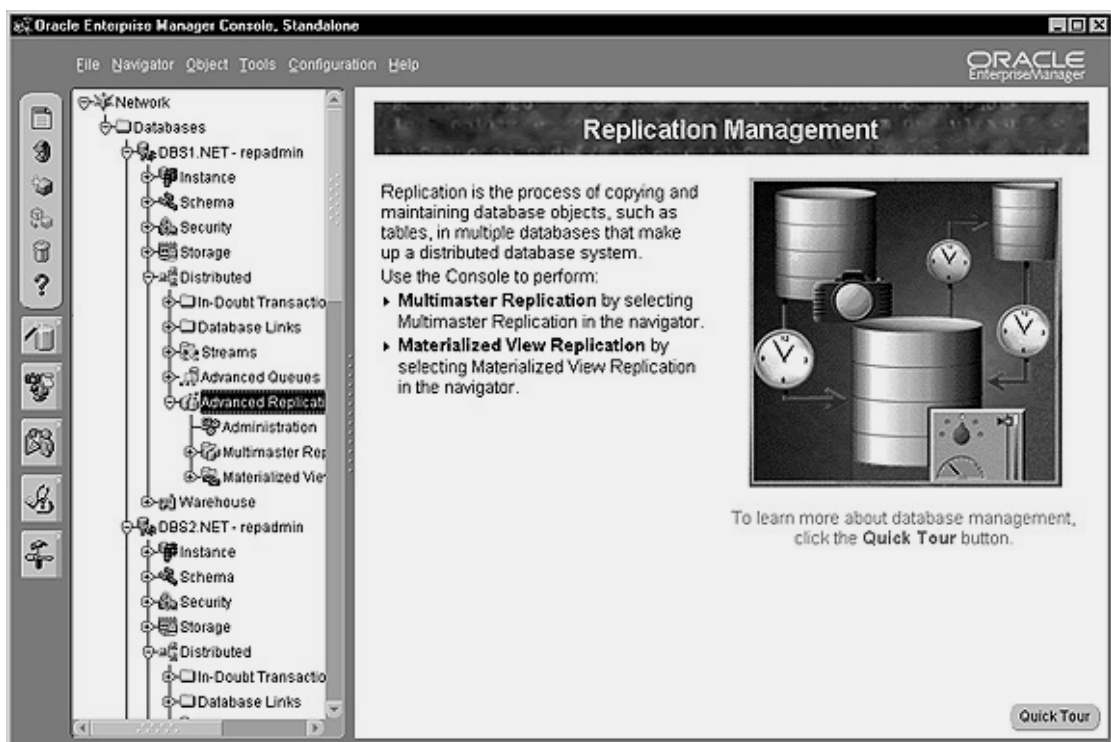 Oracle Enterprise Manager Console, Standalone
File Navigator Object Tools Configuration Help
ORACLE
EnterpriseManager
Network
Databases
DBS1.NET - repadmin
Instance
Schema
Security
Storage
Distributed
In-Doubt Transactio
Database Links
Streams
Advanced Queues
Advanced Replicati
Administration
Multimaster Rep
Materialized Vie
Warehouse
DBS2.NET - repadmin
Instance
Schema
Security
Storage
Distributed
In-Doubt Transactio
Database Links
Replication Management
Replication is the process of copying and
maintaining database objects, such as
tables, in multiple databases that make
up a distributed database system.
Use the Console to perform:
Multimaster Replication by selecting
Multimaster Replication in the navigator.
Materialized View Replication by
selecting Materialized View Replication
in the navigator.
To learn more about database management,
click the Quick Tour button.
Quick Tour